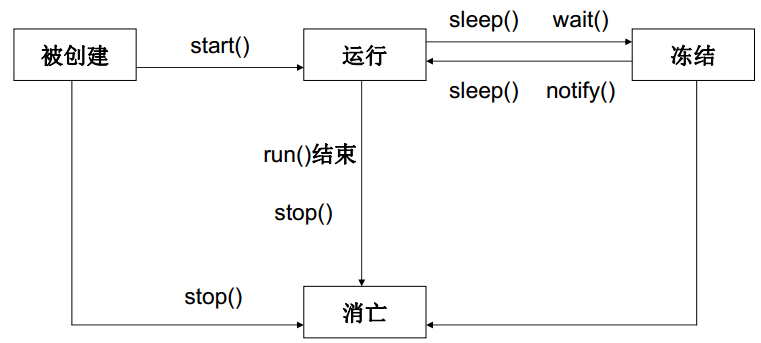 sleep() wait()
被创建
start()
运行
冻结
sleep() notify()
run()结束
stop()
stop()
消亡